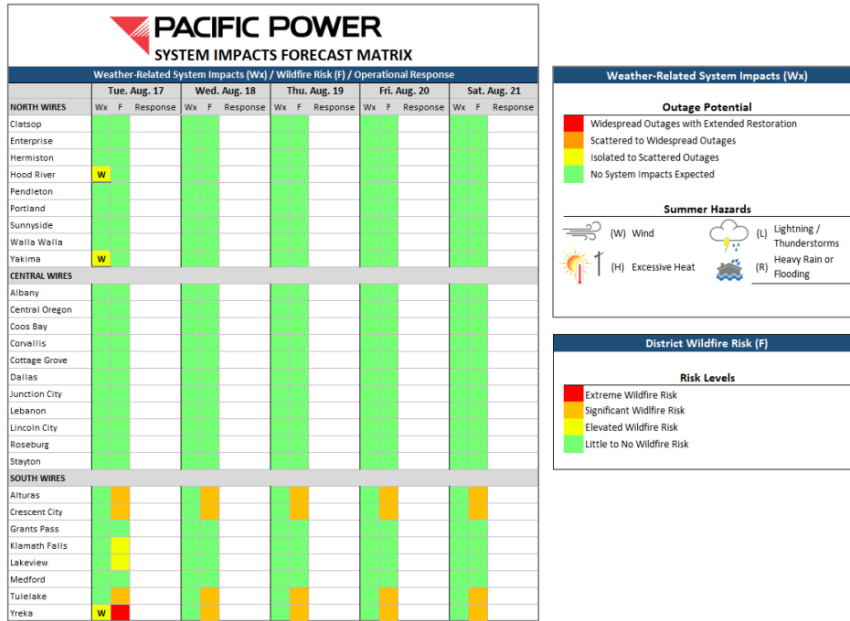 PACIFIC POWER
SYSTEM IMPACTS FORECAST MATRIX
Weather-Related System Impacts (Wx) / Wildfire Risk (F) / Operational Response
Tue. Aug. 17 Wed. Aug. 18 Thu. Aug. 19 Fri. Aug. 20 Sat. Aug. 21
NORTH WIRES Wx F Response Wx F Response Wx F Response Wx F Response Wx F Response
Clatsop
Enterprise
Hermiston
Hood River W
Pendleton
Portland
Sunnyside
Walla Walla
Yakima W
CENTRAL WIRES
Albany
Central Oregon
Coos Bay
Corvallis
Cottage Grove
Dallas
Junction City
Lebanon
Lincoln City
Roseburg
Stayton
SOUTH WIRES
Alturas
Crescent City
Grants Pass
Klamath Falls
Lakeview
Medford
Tulelake
Yreka W
Weather-Related System Impacts (Wx)
Outage Potential
Widespread Outages with Extended Restoration
Scattered to Widespread Outages
Isolated to Scattered Outages
No System Impacts Expected
Summer Hazards
(W) Wind
(L) Lightning /
Thunderstorms
(H) Excessive Heat
(R) Heavy Rain or
Flooding
District Wildfire Risk (F)
Risk Levels
Extreme Wildfire Risk
Significant Widlfire Risk
Elevated Wildfire Risk
Little to No Wildfire Risk